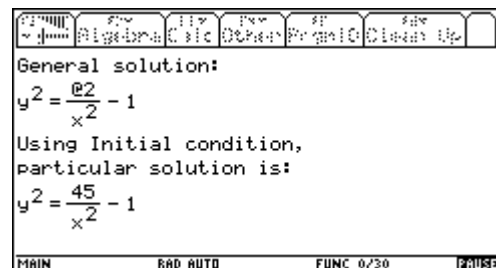 Algebra Calc Other PrgmIO Clean Up
General solution:
y² = @2/x² - 1
Using Initial condition,
particular solution is:
y² = 45/x² - 1
MAIN RAD AUTO FUNC 0/30 PAUSE